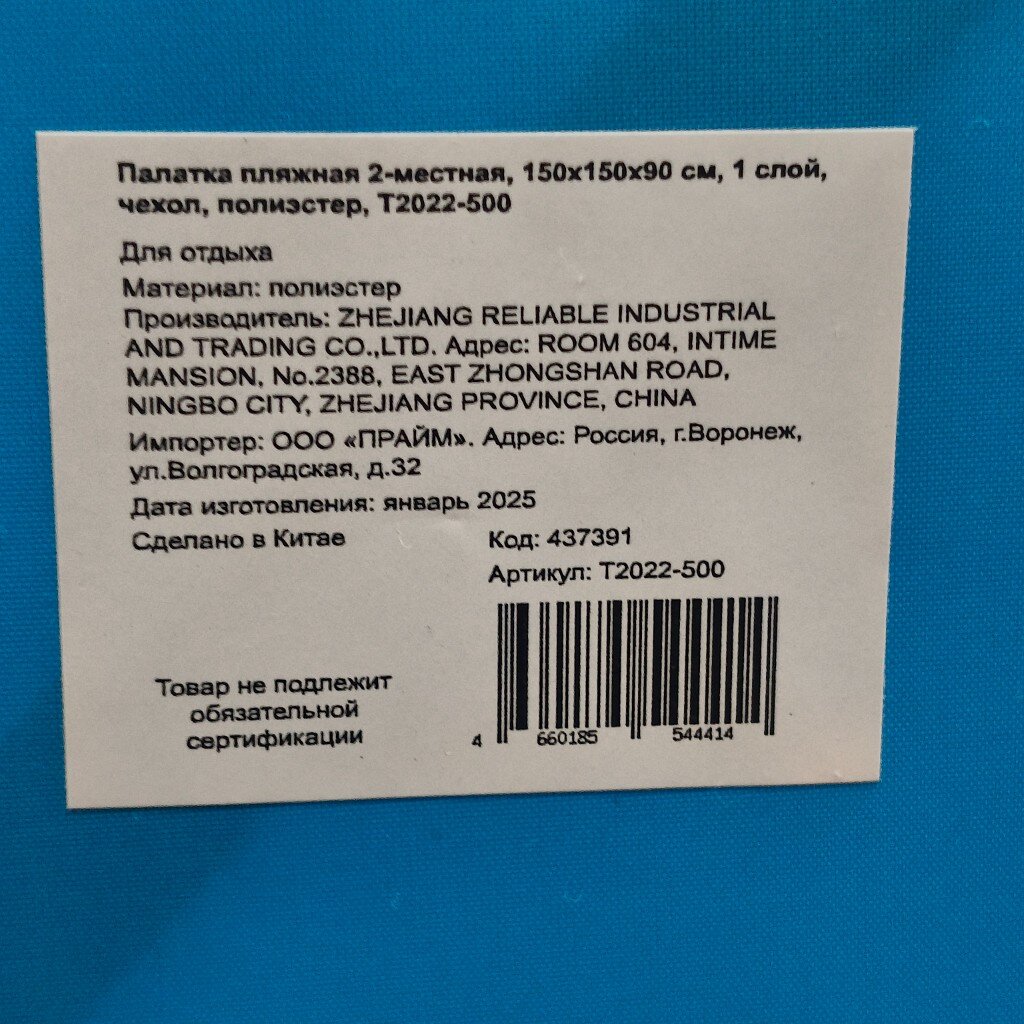 Палатка пляжная 2-местная, 150х150х90 см, 1 слой,
чехол, полиэстер, Т2022-500
Для отдыха
Материал: полиэстер
Производитель: ZHEJIANG RELIABLE INDUSTRIAL
AND TRADING CO.,LTD. Адрес: ROOM 604, INTIME
MANSION, No.2388, EAST ZHONGSHAN ROAD,
NINGBO CITY, ZHEJIANG PROVINCE, CHINA
Импортер: ООО «ПРАЙМ». Адрес: Россия, г.Воронеж,
ул.Волгоградская, д.32
Дата изготовления: январь 2025
Сделано в Китае
Код: 437391
Артикул: Т2022-500
Товар не подлежит
обязательной
сертификации
4 660185 544414